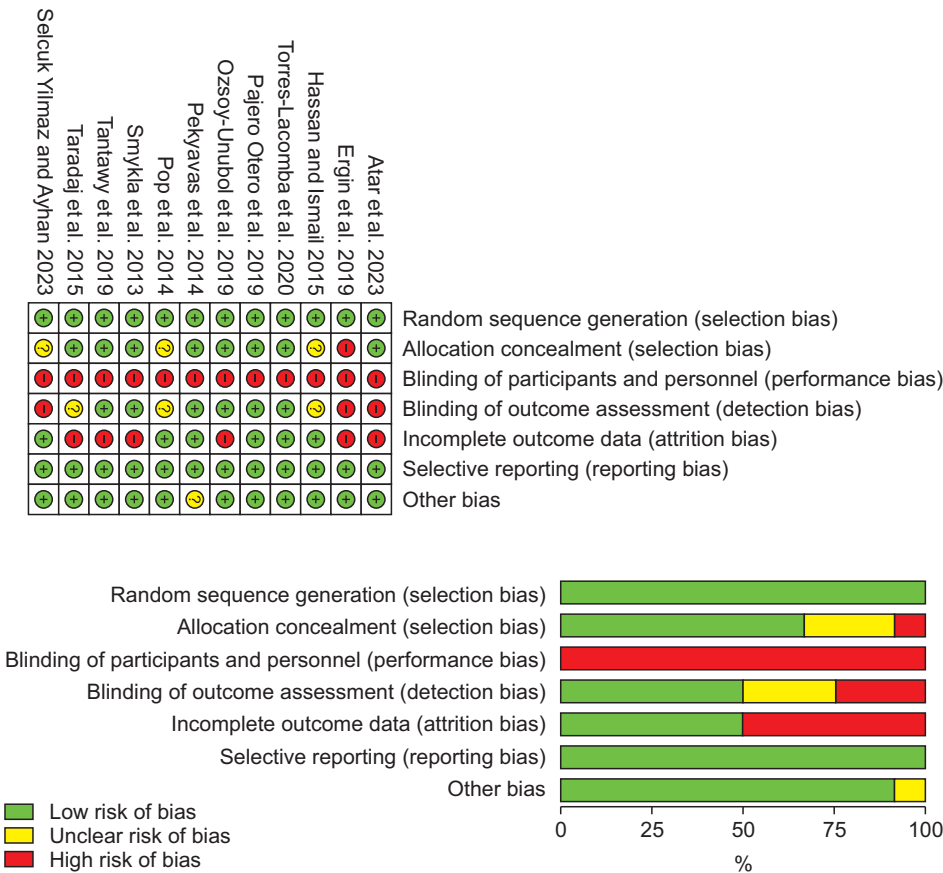 Selcuk Yilmaz and Ayhan 2023
Taradaj et al. 2015
Tantawy et al. 2019
Smykla et al. 2013
Pop et al. 2014
Pekyavas et al. 2014
Ozsoy-Unubol et al. 2019
Pajero Otero et al. 2019
Torres-Lacomba et al. 2020
Hassan and Ismail 2015
Ergin et al. 2019
Atar et al. 2023
+ + + + + + + + + + + + Random sequence generation (selection bias)
? + + + ? + + + + ? − + Allocation concealment (selection bias)
− − − − − − − − − − − − Blinding of participants and personnel (performance bias)
− ? + + ? + + + + ? − − Blinding of outcome assessment (detection bias)
+ − − − + + − + + + − − Incomplete outcome data (attrition bias)
+ + + + + + + + + + + + Selective reporting (reporting bias)
+ + + + + ? + + + + + + Other bias
Random sequence generation (selection bias)
Allocation concealment (selection bias)
Blinding of participants and personnel (performance bias)
Blinding of outcome assessment (detection bias)
Incomplete outcome data (attrition bias)
Selective reporting (reporting bias)
Other bias
Low risk of bias
Unclear risk of bias
High risk of bias
0 25 50 75 100
%